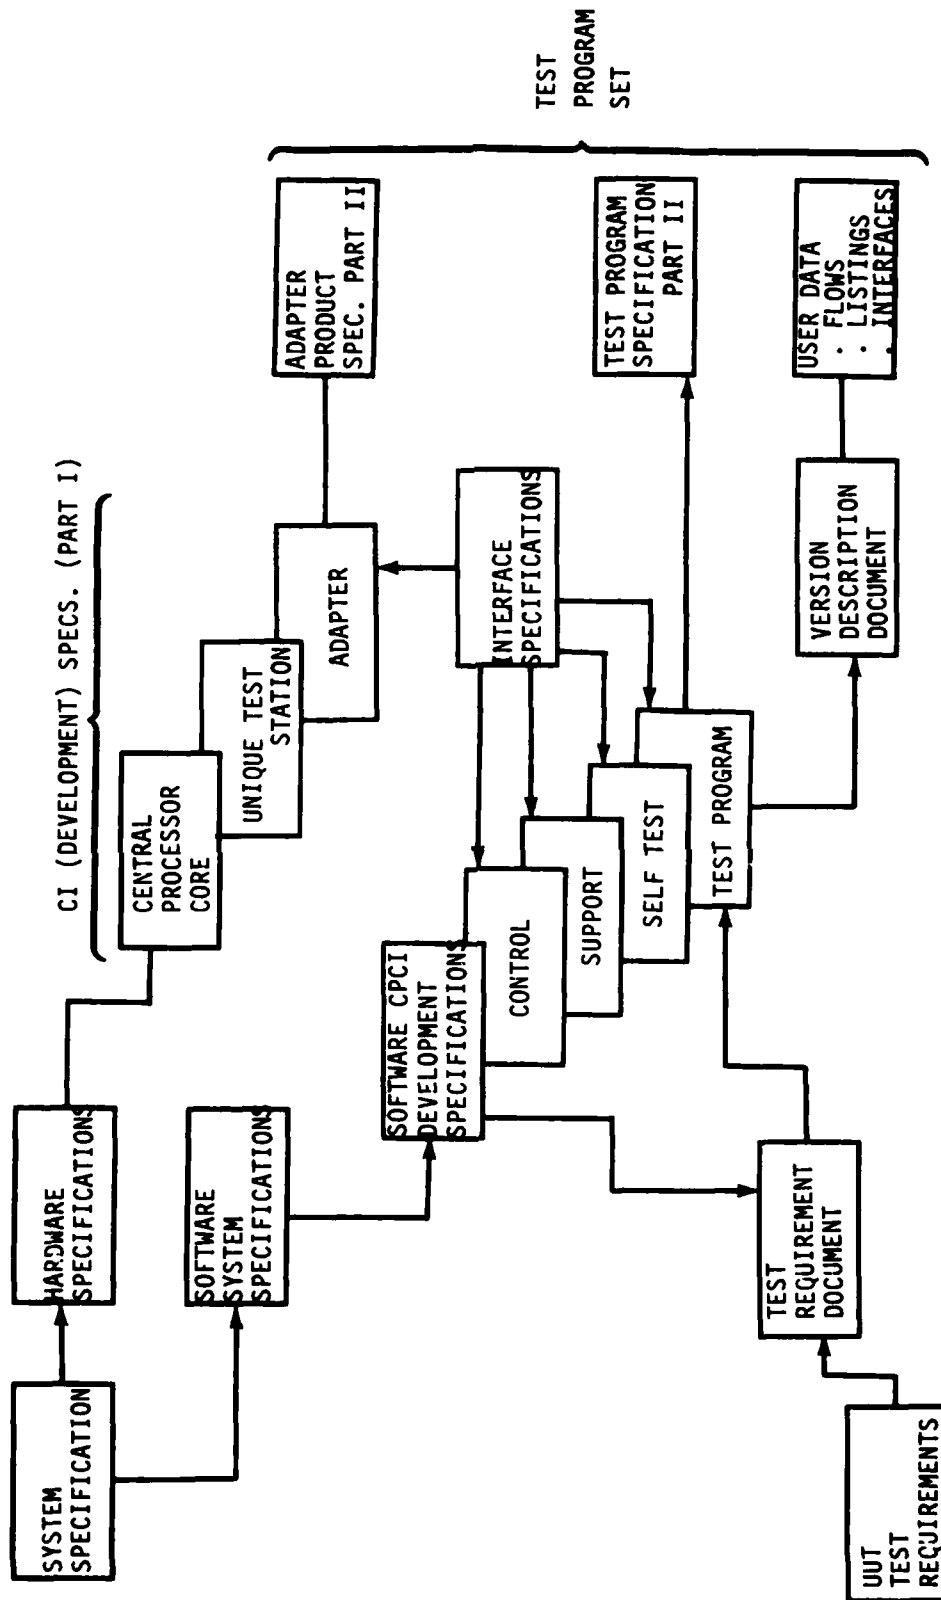 CI (DEVELOPMENT) SPECS. (PART I)
SYSTEM
SPECIFICATION
HARDWARE
SPECIFICATIONS
CENTRAL
PROCESSOR
CORE
UNIQUE TEST
STATION
ADAPTER
ADAPTER
PRODUCT
SPEC. PART II
SOFTWARE
SYSTEM
SPECIFICATIONS
SOFTWARE CPCI
DEVELOPMENT
SPECIFICATIONS
CONTROL
SUPPORT
SELF TEST
TEST PROGRAM
INTERFACE
SPECIFICATIONS
TEST PROGRAM
SPECIFICATION
PART II
TEST
PROGRAM
SET
UUT
TEST
REQUIREMENTS
TEST
REQUIREMENT
DOCUMENT
VERSION
DESCRIPTION
DOCUMENT
USER DATA
. FLOWS
. LISTINGS
. INTERFACES